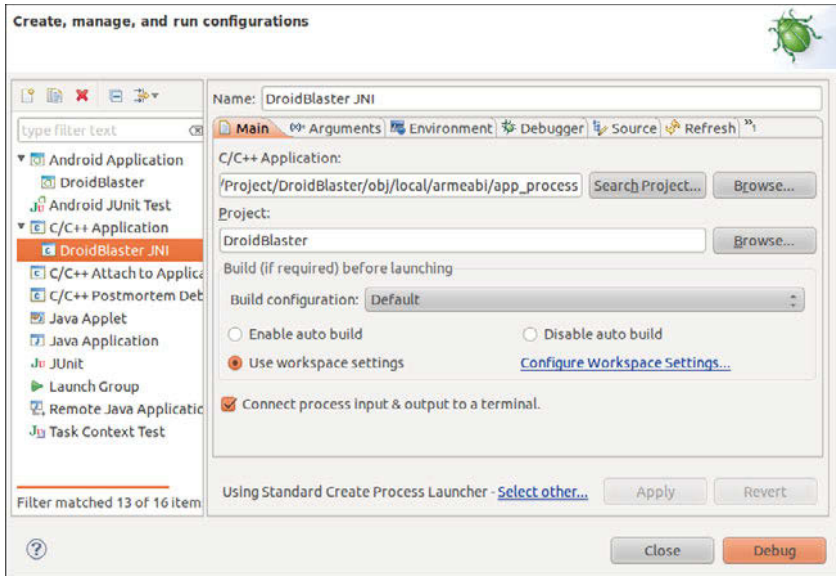 Create, manage, and run configurations
type filter text
Android Application
DroidBlaster
Android JUnit Test
C/C++ Application
DroidBlaster JNI
C/C++ Attach to Applica
C/C++ Postmortem Deb
Java Applet
Java Application
JUnit
Launch Group
Remote Java Applicatio
Task Context Test
Filter matched 13 of 16 item
Name: DroidBlaster JNI
Main Arguments Environment Debugger Source Refresh »1
C/C++ Application:
/Project/DroidBlaster/obj/local/armeabi/app_process Search Project... Browse...
Project:
DroidBlaster Browse...
Build (if required) before launching
Build configuration: Default
Enable auto build Disable auto build
Use workspace settings Configure Workspace Settings...
Connect process input & output to a terminal.
Using Standard Create Process Launcher - Select other... Apply Revert
Close Debug